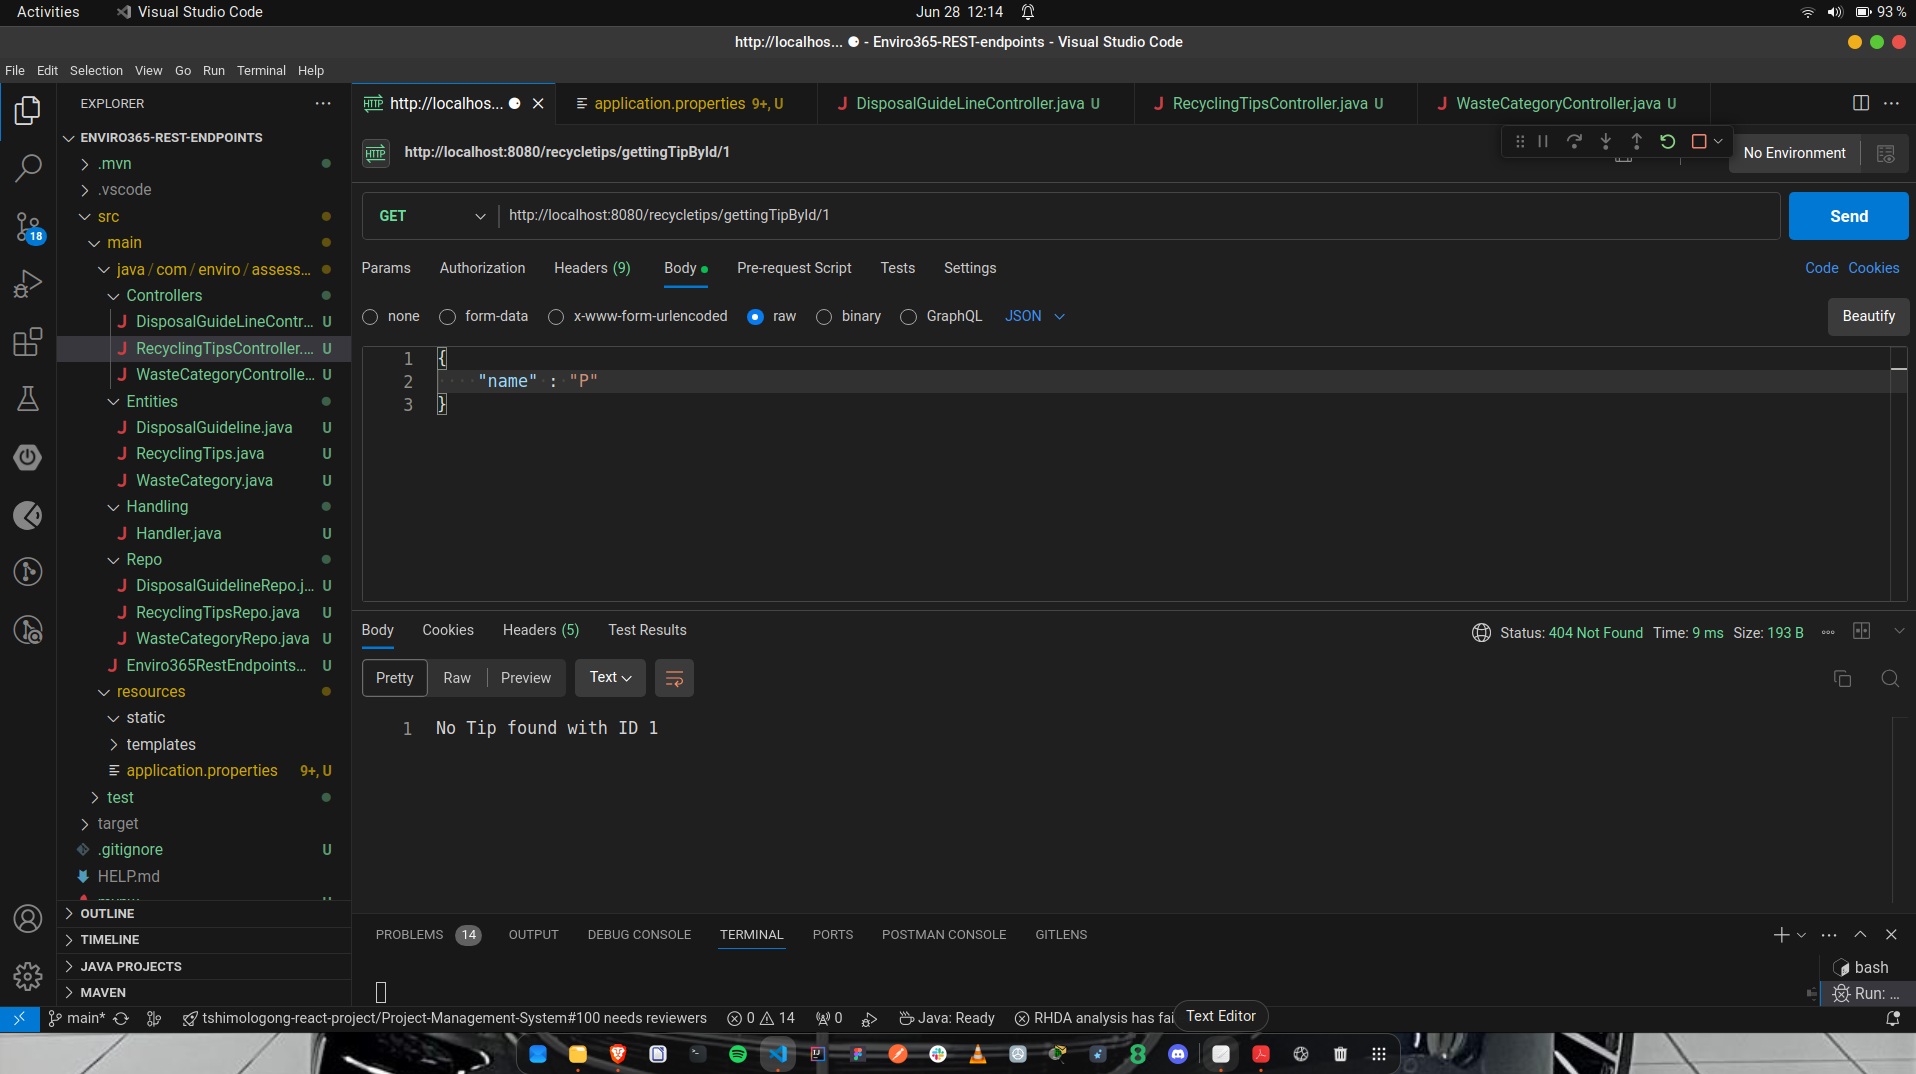 Activities
Visual Studio Code
Jun 28 12:14
93 %
http://localhos... ● - Enviro365-REST-endpoints - Visual Studio Code
File Edit Selection View Go Run Terminal Help
EXPLORER
ENVIRO365-REST-ENDPOINTS
.mvn
.vscode
src
main
java / com / enviro / assess...
Controllers
DisposalGuideLineContr... U
RecyclingTipsController.... U
WasteCategoryControlle... U
Entities
DisposalGuideline.java U
RecyclingTips.java U
WasteCategory.java U
Handling
Handler.java U
Repo
DisposalGuidelineRepo.j... U
RecyclingTipsRepo.java U
WasteCategoryRepo.java U
Enviro365RestEndpoints... U
resources
static
templates
application.properties 9+, U
test
target
.gitignore U
HELP.md
OUTLINE
TIMELINE
JAVA PROJECTS
MAVEN
18
http://localhos...
application.properties 9+, U
DisposalGuideLineController.java U
RecyclingTipsController.java U
WasteCategoryController.java U
HTTP
http://localhost:8080/recycletips/gettingTipById/1
No Environment
GET
http://localhost:8080/recycletips/gettingTipById/1
Send
Params Authorization Headers (9) Body Pre-request Script Tests Settings
Code Cookies
none form-data x-www-form-urlencoded raw binary GraphQL JSON
Beautify
1 {
2 "name" : "P"
3 }
Body Cookies Headers (5) Test Results
Status: 404 Not Found Time: 9 ms Size: 193 B
Pretty Raw Preview Text
1 No Tip found with ID 1
PROBLEMS 14 OUTPUT DEBUG CONSOLE TERMINAL PORTS POSTMAN CONSOLE GITLENS
bash
Run: ...
main*
tshimologong-react-project/Project-Management-System#100 needs reviewers
0 14
0
Java: Ready
RHDA analysis has fai
Text Editor